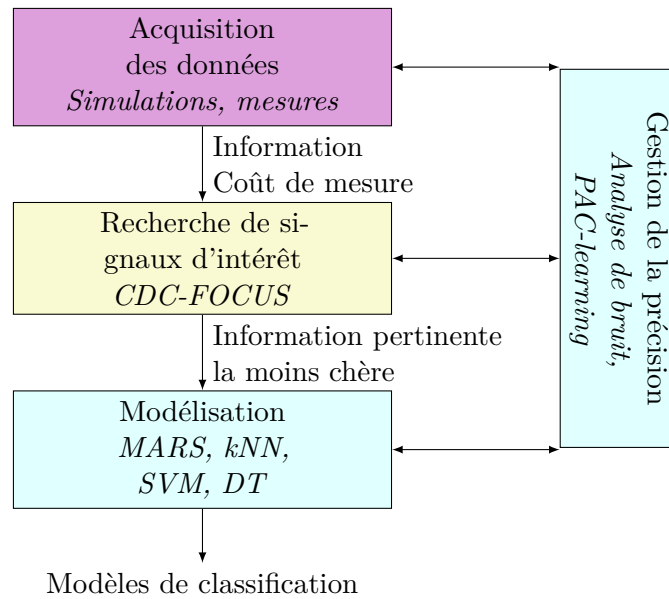 Acquisition
des données
Simulations, mesures
Information
Coût de mesure
Recherche de si-
gnaux d'intérêt
CDC-FOCUS
Information pertinente
la moins chère
Modélisation
MARS, kNN,
SVM, DT
Modèles de classification
Gestion de la précision
Analyse de bruit,
PAC-learning